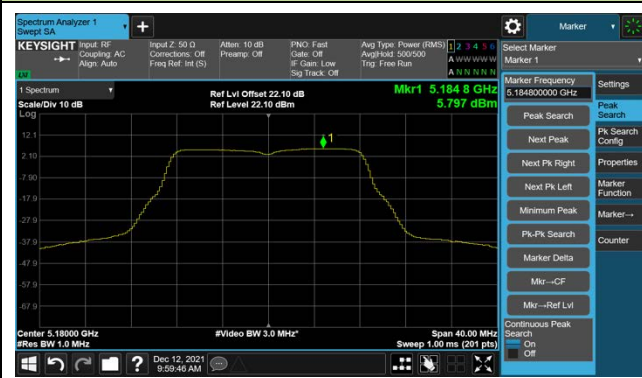 Spectrum Analyzer 1
Swept SA
Marker
KEYSIGHT
Input: RF
Coupling: AC
Align: Auto
Input Z: 50 Ω
Corrections: Off
Freq Ref: Int (S)
Atten: 10 dB
Preamp: Off
PNO: Fast
Gate: Off
IF Gain: Low
Sig Track: Off
Avg Type: Power (RMS)
Avg|Hold: 500/500
Trig: Free Run
1 2 3 4 5 6
A W W W W W
A N N N N N
Select Marker
Marker 1
LXI
1 Spectrum
Scale/Div 10 dB
Log
Ref Lvl Offset 22.10 dB
Ref Level 22.10 dBm
Mkr1 5.184 8 GHz
5.797 dBm
1
12.1
2.10
-7.90
-17.9
-27.9
-37.9
-47.9
-57.9
-67.9
Center 5.18000 GHz
#Res BW 1.0 MHz
#Video BW 3.0 MHz*
Span 40.00 MHz
Sweep 1.00 ms (201 pts)
Marker Frequency
5.184800000 GHz
Peak Search
Next Peak
Next Pk Right
Next Pk Left
Minimum Peak
Pk-Pk Search
Marker Delta
Mkr→CF
Mkr→Ref Lvl
Continuous Peak
Search
On
Off
Settings
Peak
Search
Pk Search
Config
Properties
Marker
Function
Marker→
Counter
Dec 12, 2021
9:59:46 AM